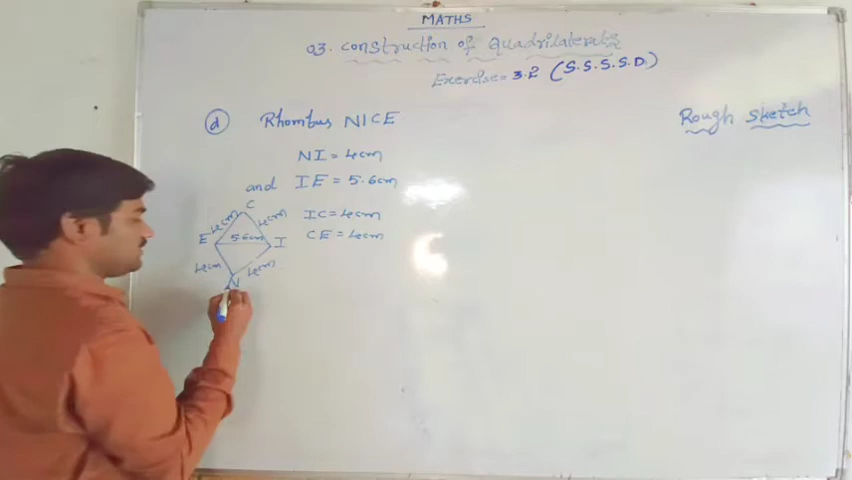 MATHS
03. Construction of Quadrilaterals
Exercise = 3.2 (S.S.S.S.D.)
d Rhombus NICE
Rough Sketch
NI = 4cm
and IE = 5.6cm
IC = 4cm
CE = 4cm
C
4cm 4cm
E 5.6cm I
4cm 4cm
N